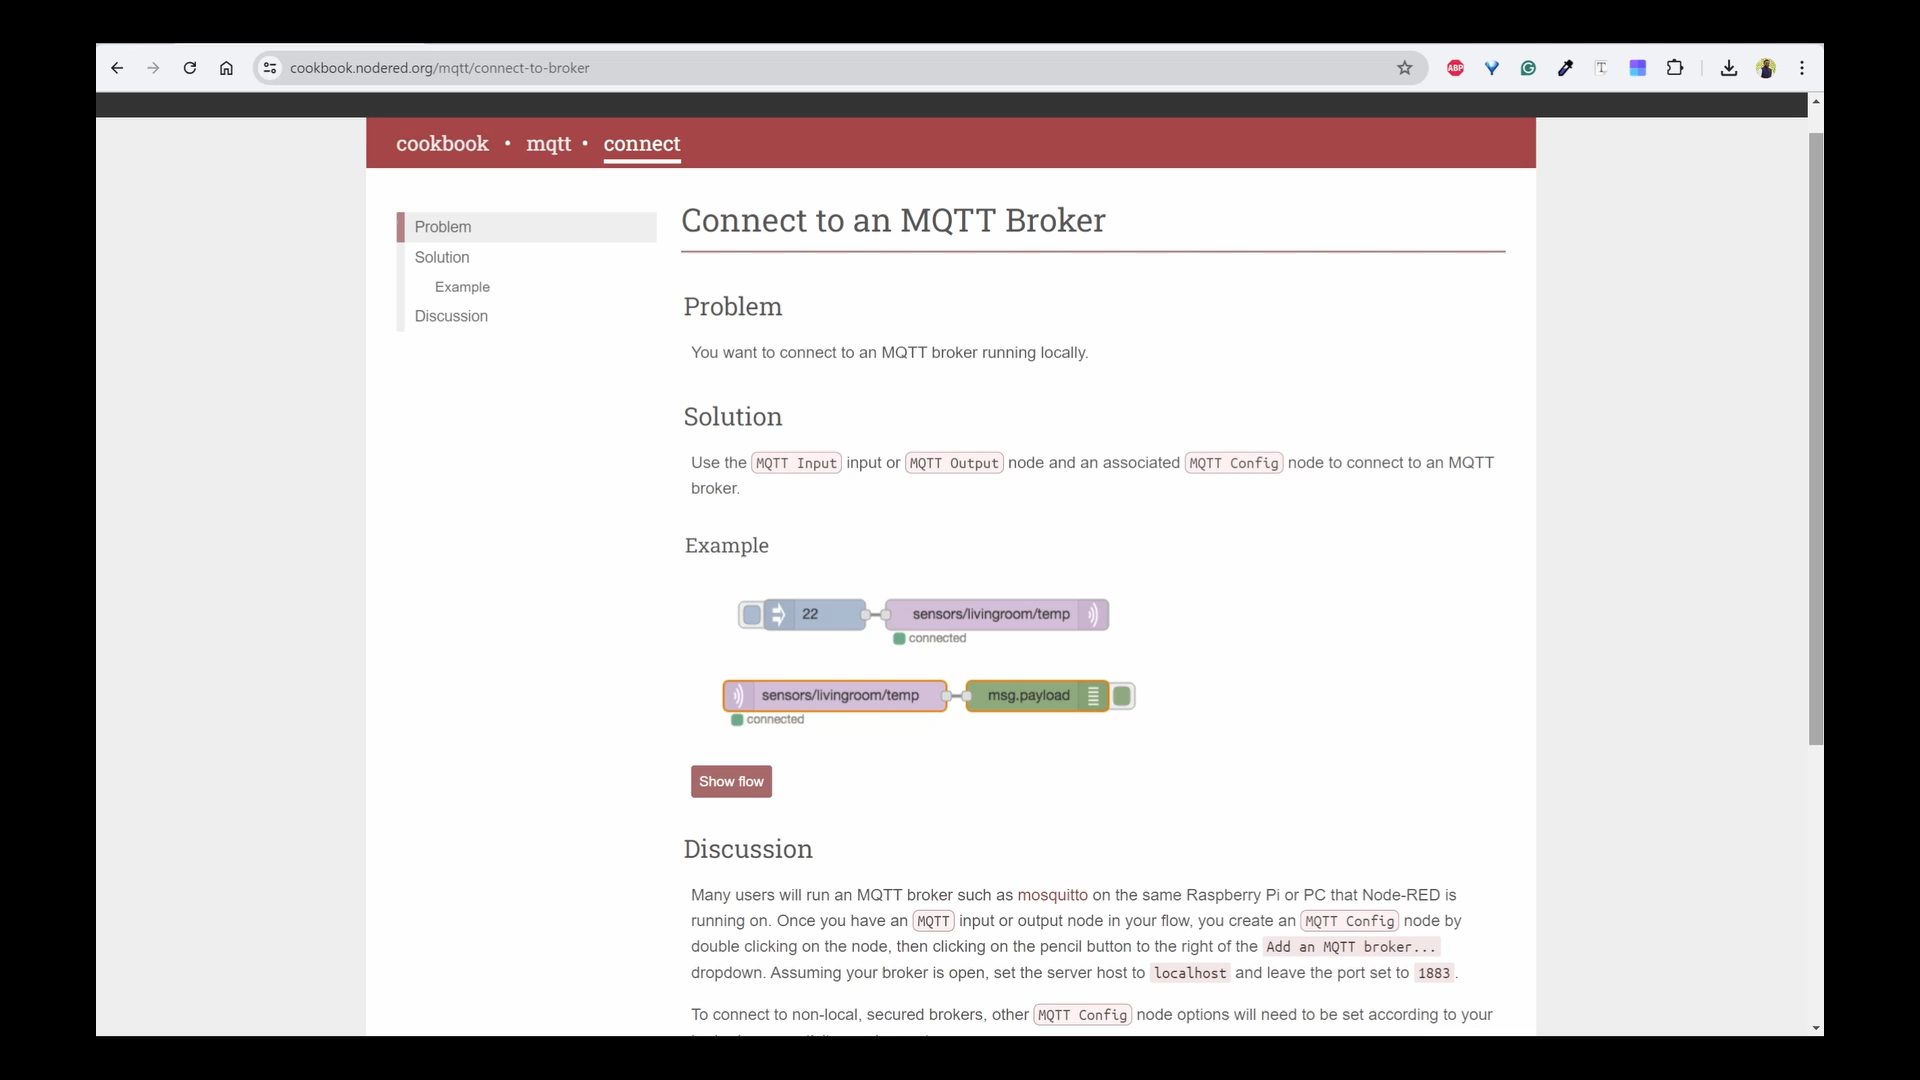 cookbook.nodered.org/mqtt/connect-to-broker
ABP
cookbook • mqtt • connect
Problem
Solution
Example
Discussion
Connect to an MQTT Broker
Problem
You want to connect to an MQTT broker running locally.
Solution
Use the MQTT Input input or MQTT Output node and an associated MQTT Config node to connect to an MQTT
broker.
Example
22
sensors/livingroom/temp
connected
sensors/livingroom/temp
msg.payload
connected
Show flow
Discussion
Many users will run an MQTT broker such as mosquitto on the same Raspberry Pi or PC that Node-RED is
running on. Once you have an MQTT input or output node in your flow, you create an MQTT Config node by
double clicking on the node, then clicking on the pencil button to the right of the Add an MQTT broker...
dropdown. Assuming your broker is open, set the server host to localhost and leave the port set to 1883.
To connect to non-local, secured brokers, other MQTT Config node options will need to be set according to your